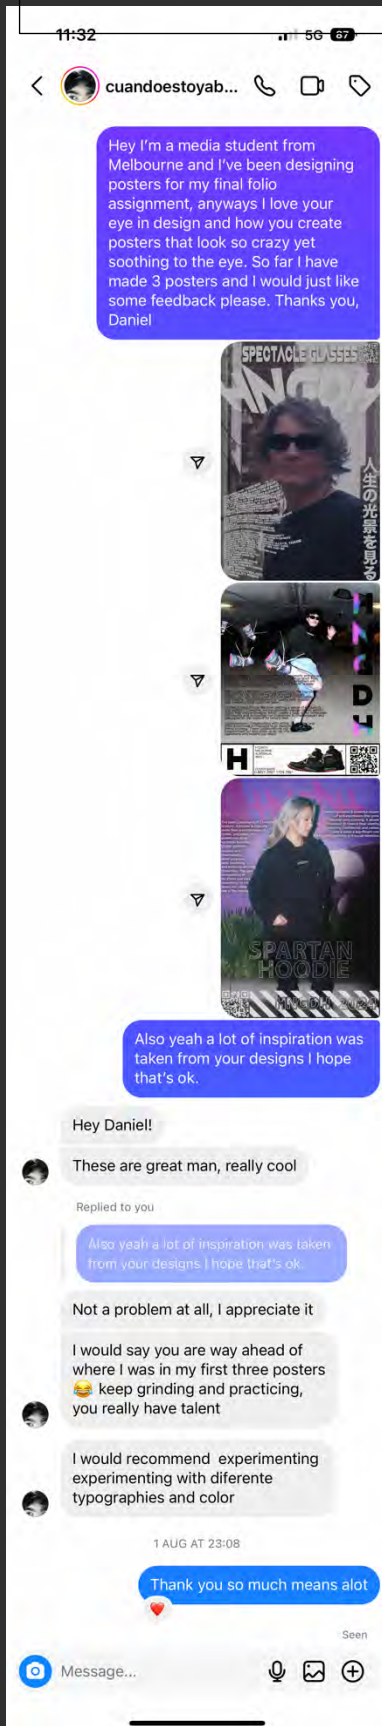 11:32
5G
87
cuandoestoyab...
Hey I'm a media student from
Melbourne and I've been designing
posters for my final folio
assignment, anyways I love your
eye in design and how you create
posters that look so crazy yet
soothing to the eye. So far I have
made 3 posters and I would just like
some feedback please. Thanks you,
Daniel
SPECTACLE GLASSES
MNGDH
人生の光景を見る
MNGDH
H
SPARTAN
HOODIE
MNGDH 2024
Also yeah a lot of inspiration was
taken from your designs I hope
that's ok.
Hey Daniel!
These are great man, really cool
Replied to you
Also yeah a lot of inspiration was taken
from your designs I hope that's ok.
Not a problem at all, I appreciate it
I would say you are way ahead of
where I was in my first three posters
😂 keep grinding and practicing,
you really have talent
I would recommend experimenting
experimenting with diferente
typographies and color
1 AUG AT 23:08
Thank you so much means alot
Seen
Message...